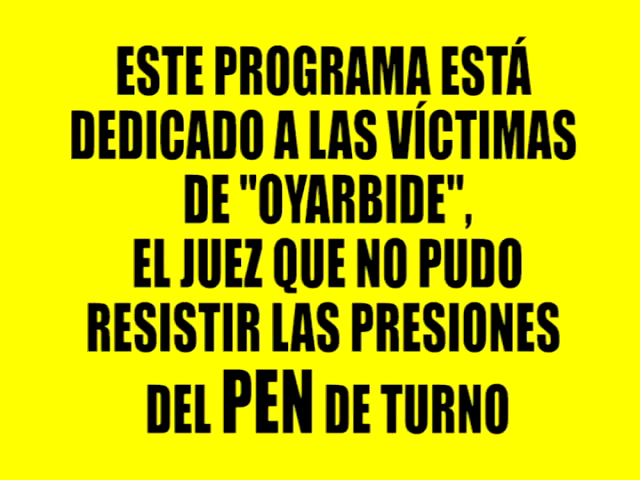 ESTE PROGRAMA ESTÁ
DEDICADO A LAS VÍCTIMAS
DE "OYARBIDE",
EL JUEZ QUE NO PUDO
RESISTIR LAS PRESIONES
DEL PEN DE TURNO